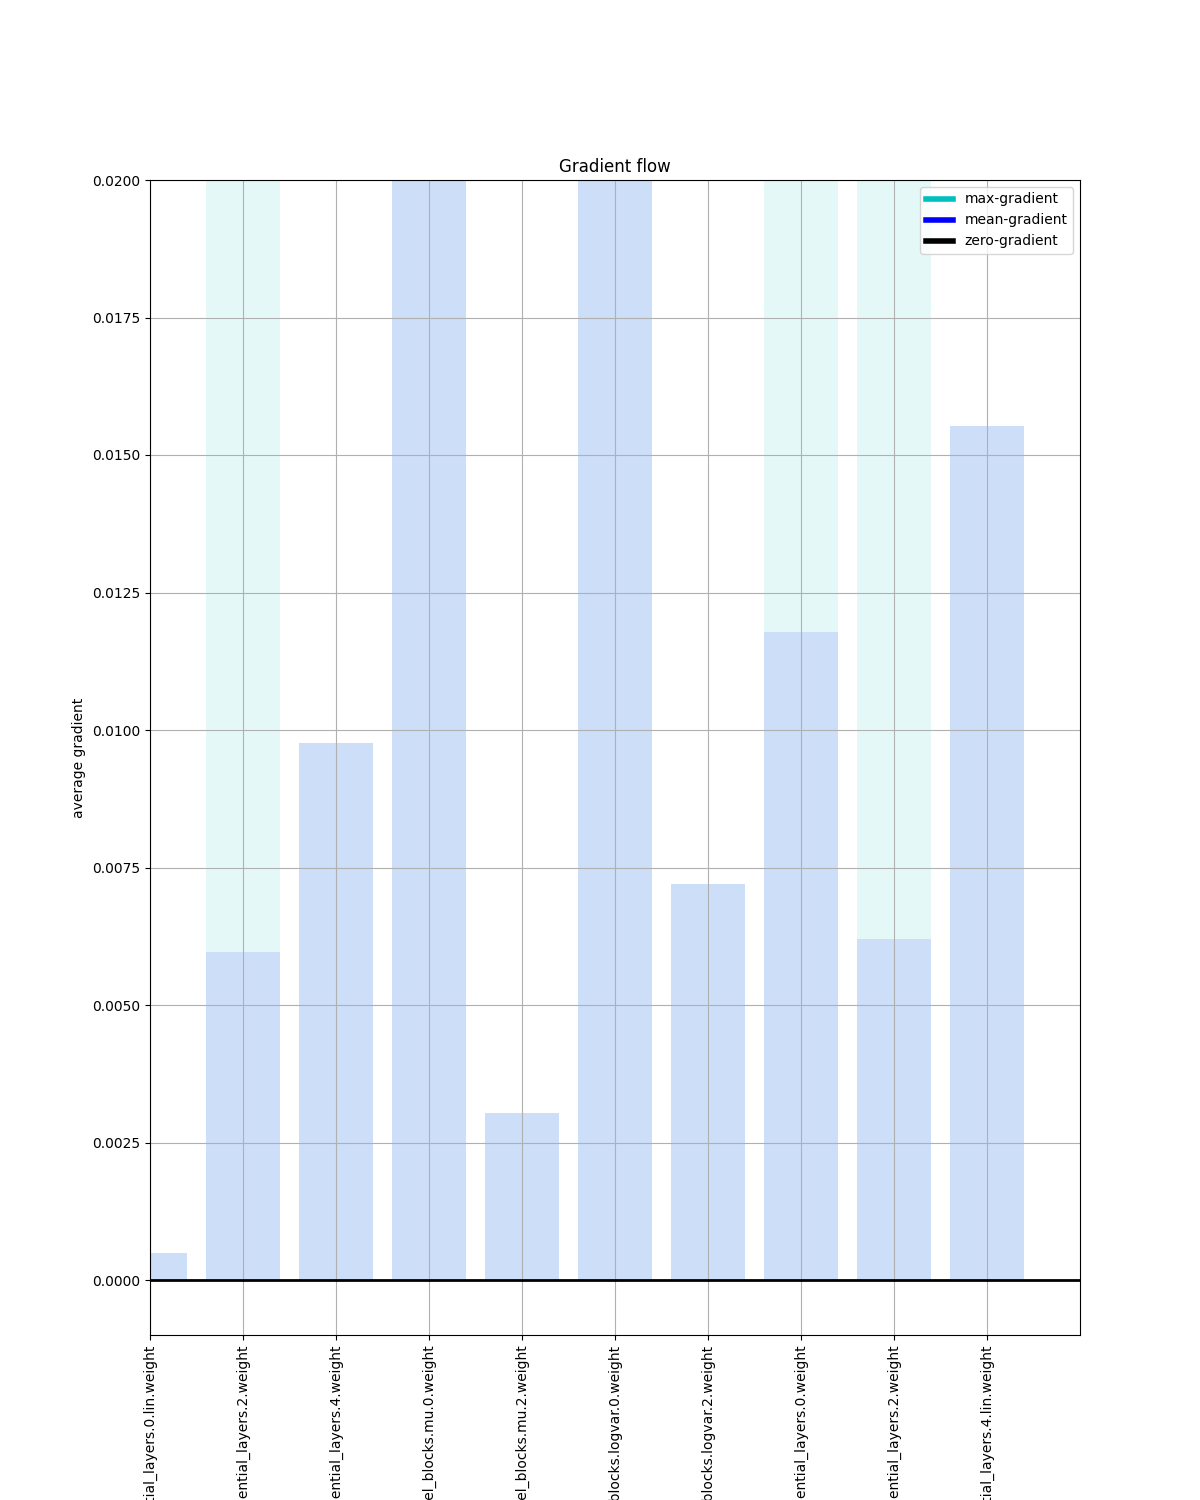 Gradient flow
0.0200
0.0175
0.0150
0.0125
0.0100
0.0075
0.0050
0.0025
0.0000
average gradient
max-gradient
mean-gradient
zero-gradient
tial_layers.0.lin.weight
ential_layers.2.weight
ential_layers.4.weight
el_blocks.mu.0.weight
el_blocks.mu.2.weight
blocks.logvar.0.weight
blocks.logvar.2.weight
ential_layers.0.weight
ential_layers.2.weight
tial_layers.4.lin.weight